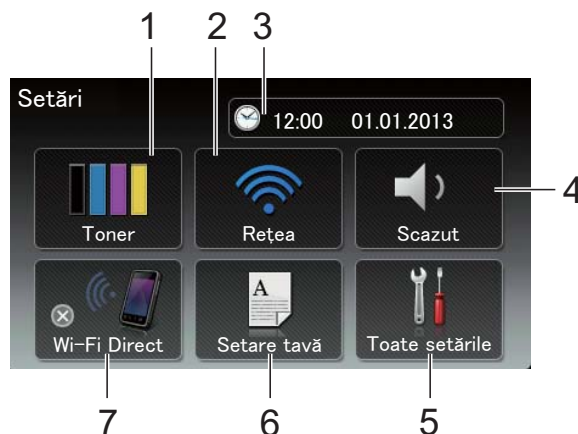 1 2 3
Setări
12:00 01.01.2013
4
Toner Rețea Scazut
A
Wi-Fi Direct Setare tavă Toate setările
7 6 5